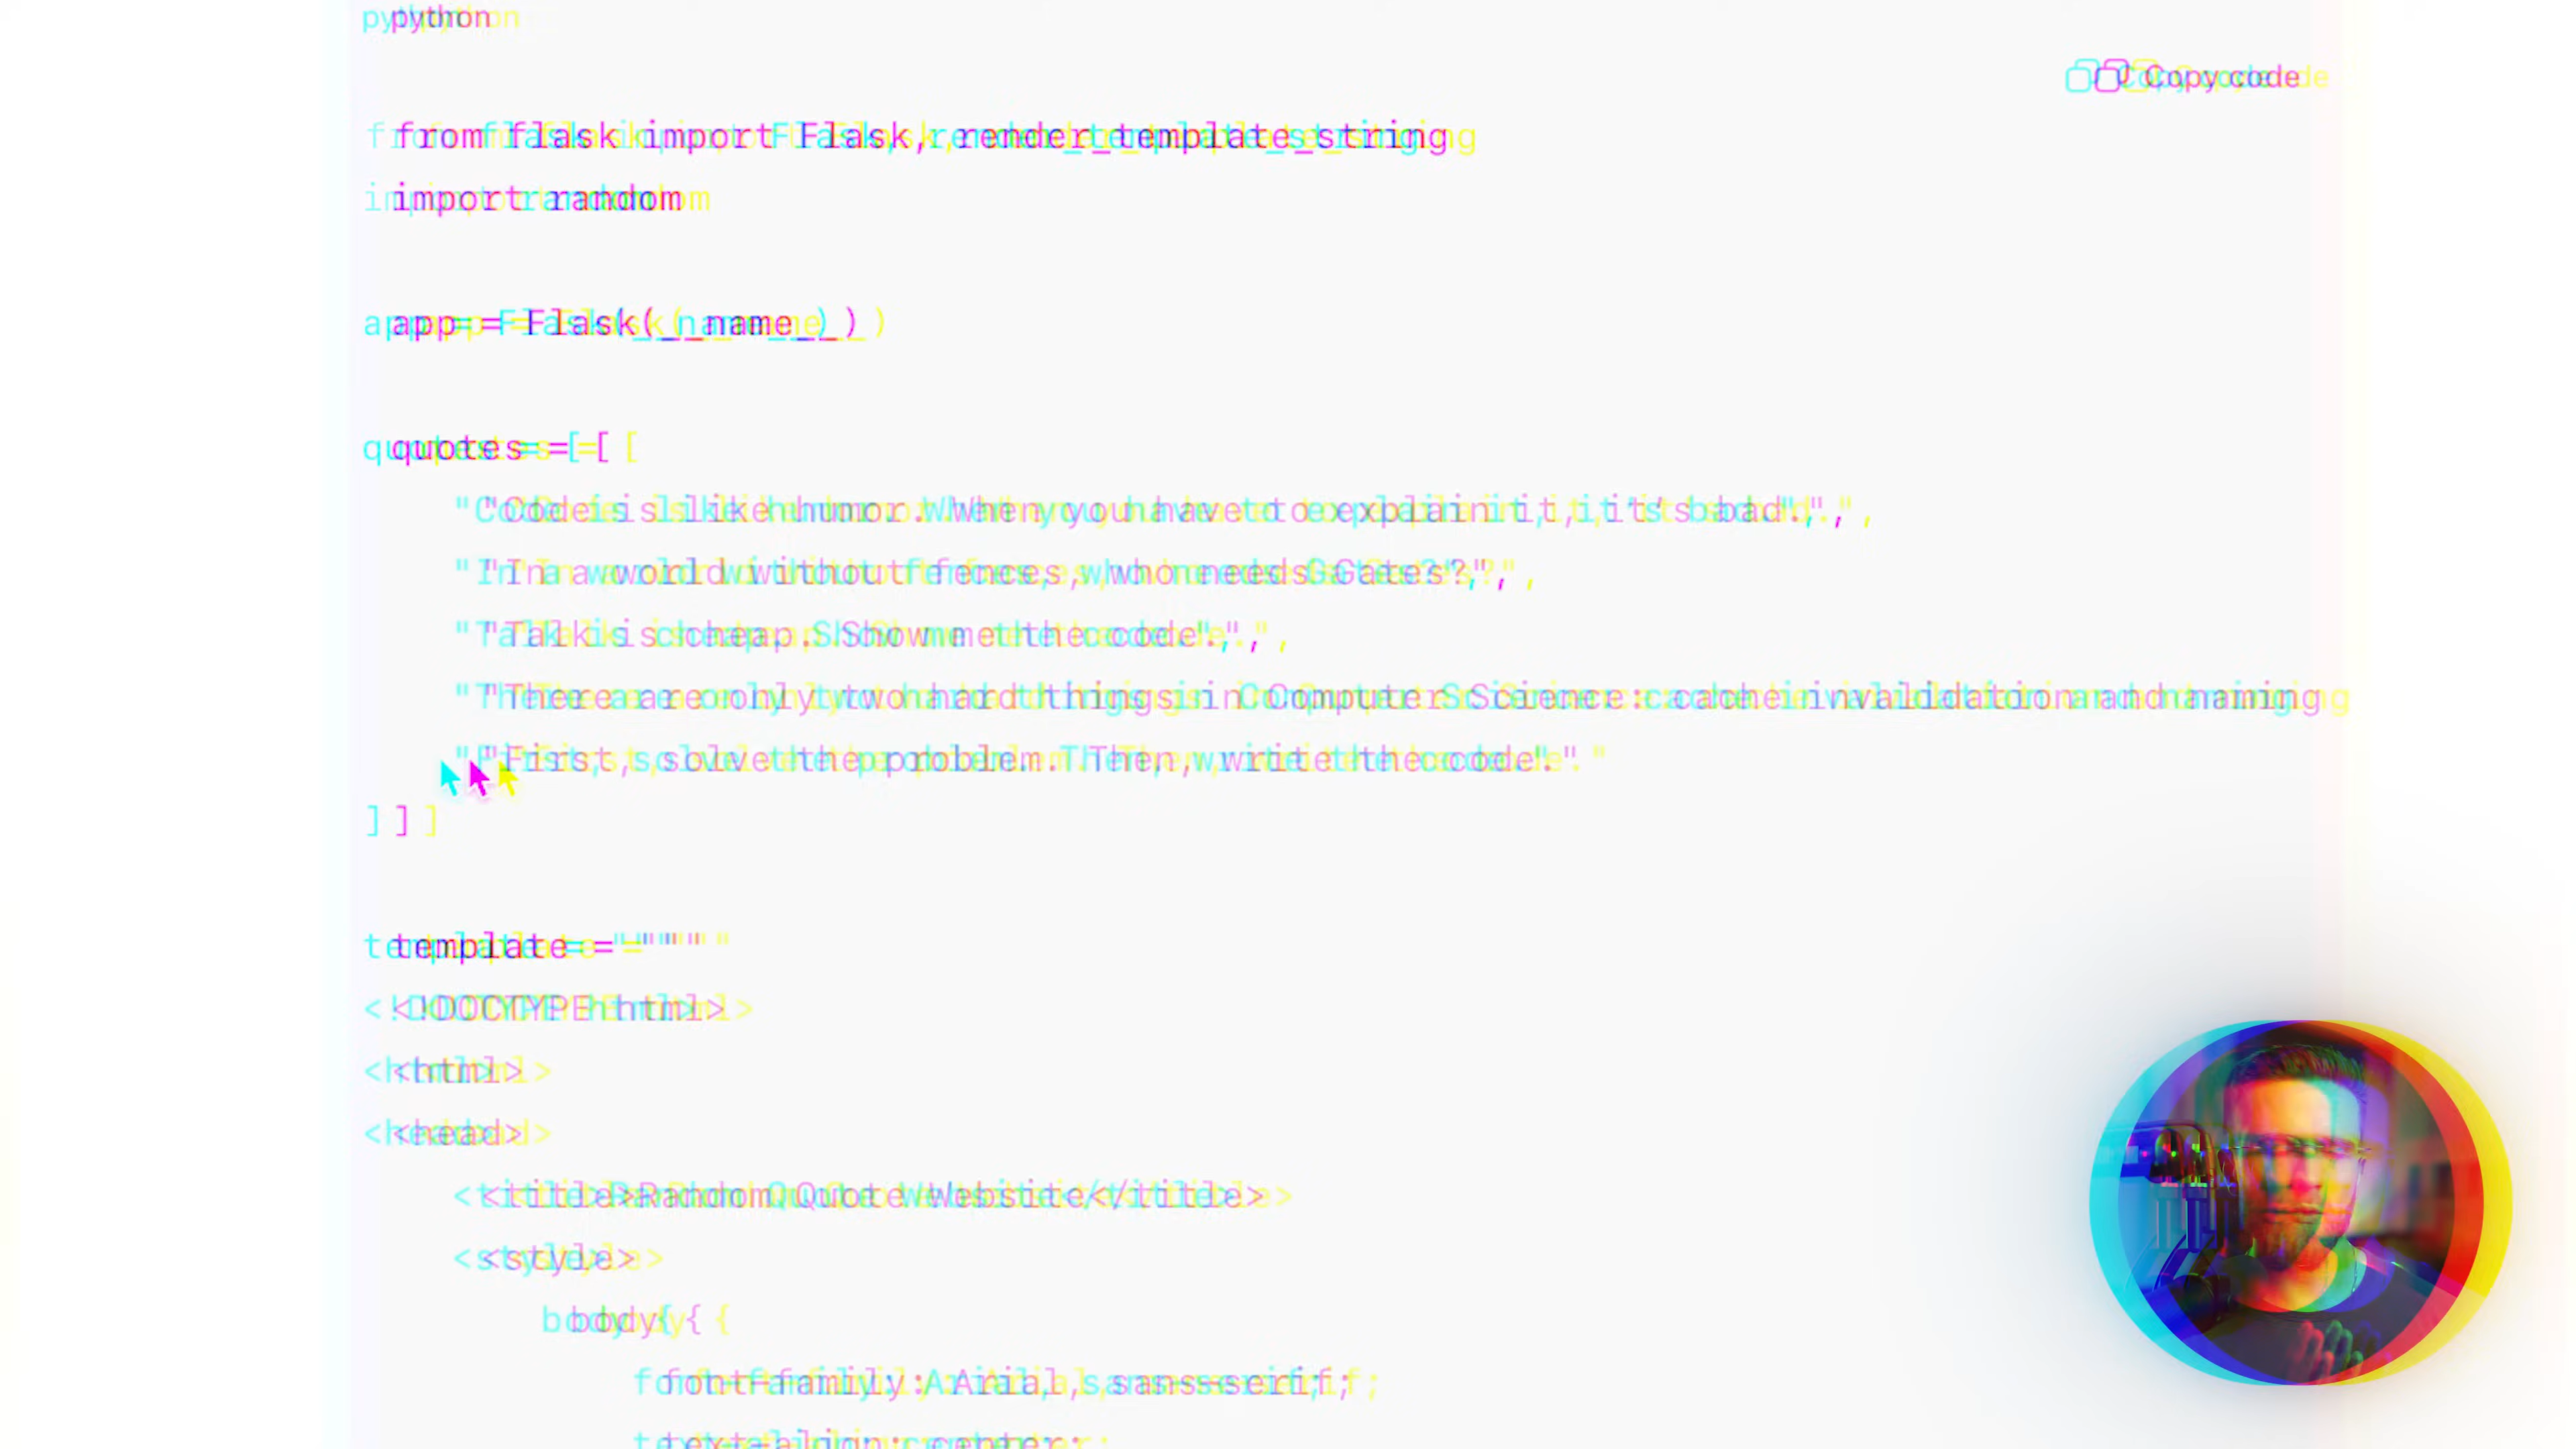 python
Copy code
from flask import Flask, render_template_string
import random
app = Flask(__name__)
quotes = [
"Code is like humor. When you have to explain it, it's bad.",
"In a world without fences, who needs Gates?",
"Talk is cheap. Show me the code.",
"There are only two hard things in Computer Science: cache invalidation and naming
"First, solve the problem. Then, write the code."
]
template = """
<!DOCTYPE html>
<html>
<head>
<title>Random Quote Website</title>
<style>
body {
font-family: Arial, sans-serif;
text-align: center;